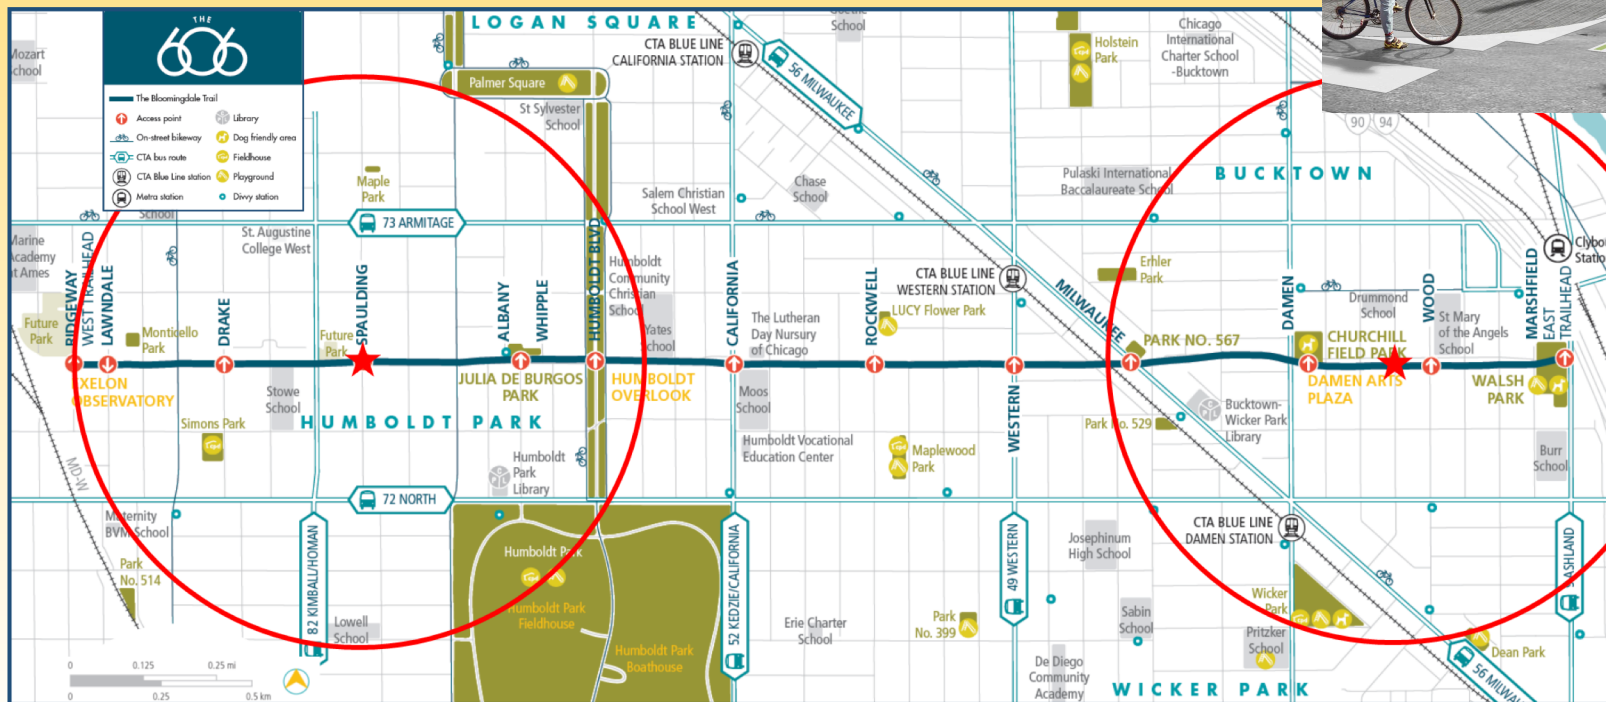 THE
606
The Bloomingdale Trail
Access point
Library
On-street bikeway
Dog friendly area
CTA bus route
Fieldhouse
CTA Blue Line station
Playground
Metra station
Divvy station
LOGAN SQUARE
School
Mozart
School
CTA BLUE LINE
CALIFORNIA STATION
56 MILWAUKEE
Holstein
Park
Chicago
International
Charter School
-Bucktown
Palmer Square
St Sylvester
School
90
94
Maple
Park
Salem Christian
School West
Chase
School
Pulaski International
Baccalaureate School
BUCKTOWN
School
73 ARMITAGE
Marine
Academy
at Ames
St. Augustine
College West
Future
Park
RIDGEWAY
WEST TRAILHEAD
LAWNDALE
Monticello
Park
DRAKE
Future
Park
SPAULDING
ALBANY
WHIPPLE
HUMBOLDT BLVD
Humboldt
Community
Christian
School
Yates
School
CALIFORNIA
The Lutheran
Day Nursery
of Chicago
ROCKWELL
LUCY Flower Park
CTA BLUE LINE
WESTERN STATION
MILWAUKEE
Erhler
Park
PARK NO. 567
DAMEN
Drummond
School
CHURCHILL
FIELD PARK
WOOD
St Mary
of the Angels
School
MARSHFIELD
EAST
TRAILHEAD
EXELON
OBSERVATORY
Stowe
School
JULIA DE BURGOS
PARK
HUMBOLDT
OVERLOOK
Moos
School
DAMEN ARTS
PLAZA
WALSH
PARK
Simons Park
HUMBOLDT PARK
Humboldt
Park
Library
Humboldt Vocational
Education Center
Maplewood
Park
WESTERN
Park No. 529
Bucktown-
Wicker Park
Library
Burr
School
MD-W
72 NORTH
Maternity
BVM School
Park
No. 514
82 KIMBALL/HOMAN
Lowell
School
Humboldt Park
Humboldt Park
Fieldhouse
Humboldt Park
Boathouse
52 KEDZIE/CALIFORNIA
Erie Charter
School
Park
No. 399
49 WESTERN
Josephinum
High School
CTA BLUE LINE
DAMEN STATION
Wicker
Park
Sabin
School
Pritzker
School
ASHLAND
Dean Park
De Diego
Community
Academy
WICKER PARK
0
0.125
0.25 mi
0.25
0.5 km